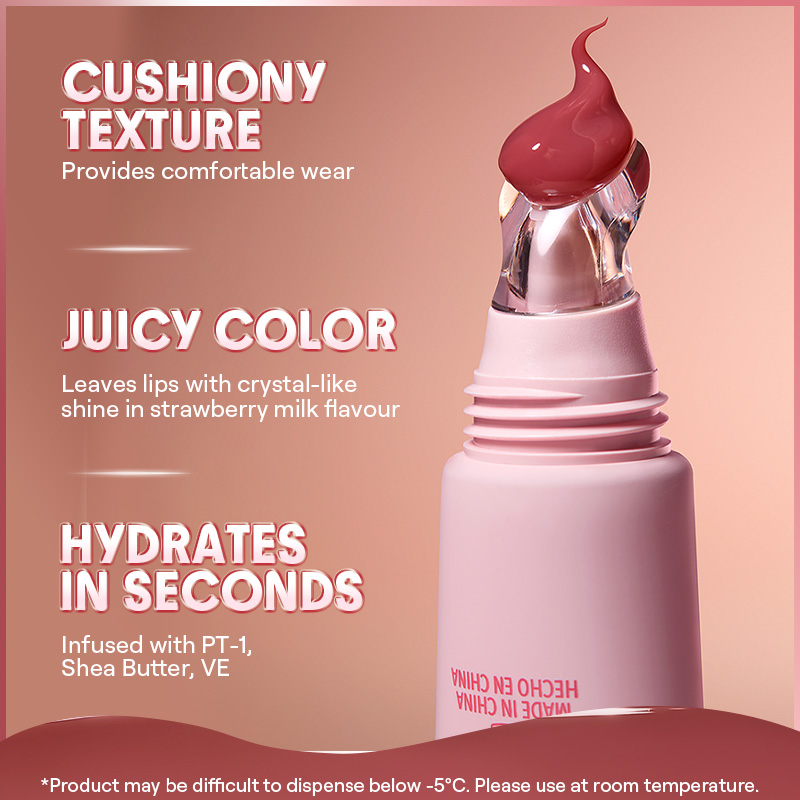 CUSHIONY
TEXTURE
Provides comfortable wear
JUICY COLOR
Leaves lips with crystal-like
shine in strawberry milk flavour
HYDRATES
IN SECONDS
Infused with PT-1,
Shea Butter, VE
HECHO EN CHINA
MADE IN CHINA
*Product may be difficult to dispense below -5°C. Please use at room temperature.